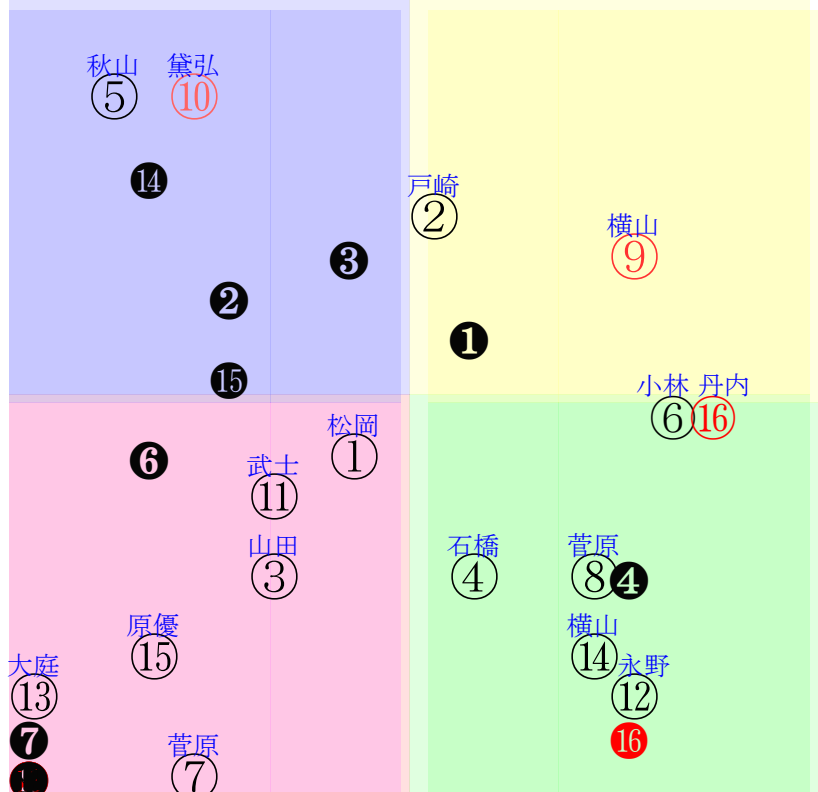 秋山 黛弘
⑤ ⑩
⓮
戸崎
②
横山
⑨
❸
❷
❶
⓯
小林 丹内
⑥ ⑯
松岡
①
❻
武士
⑪
山田
③
石橋
④
菅原
⑧ ❹
原優
⑮
横山
⑭
大庭
⑬
永野
⑫
❼
⓰
菅原
⑦